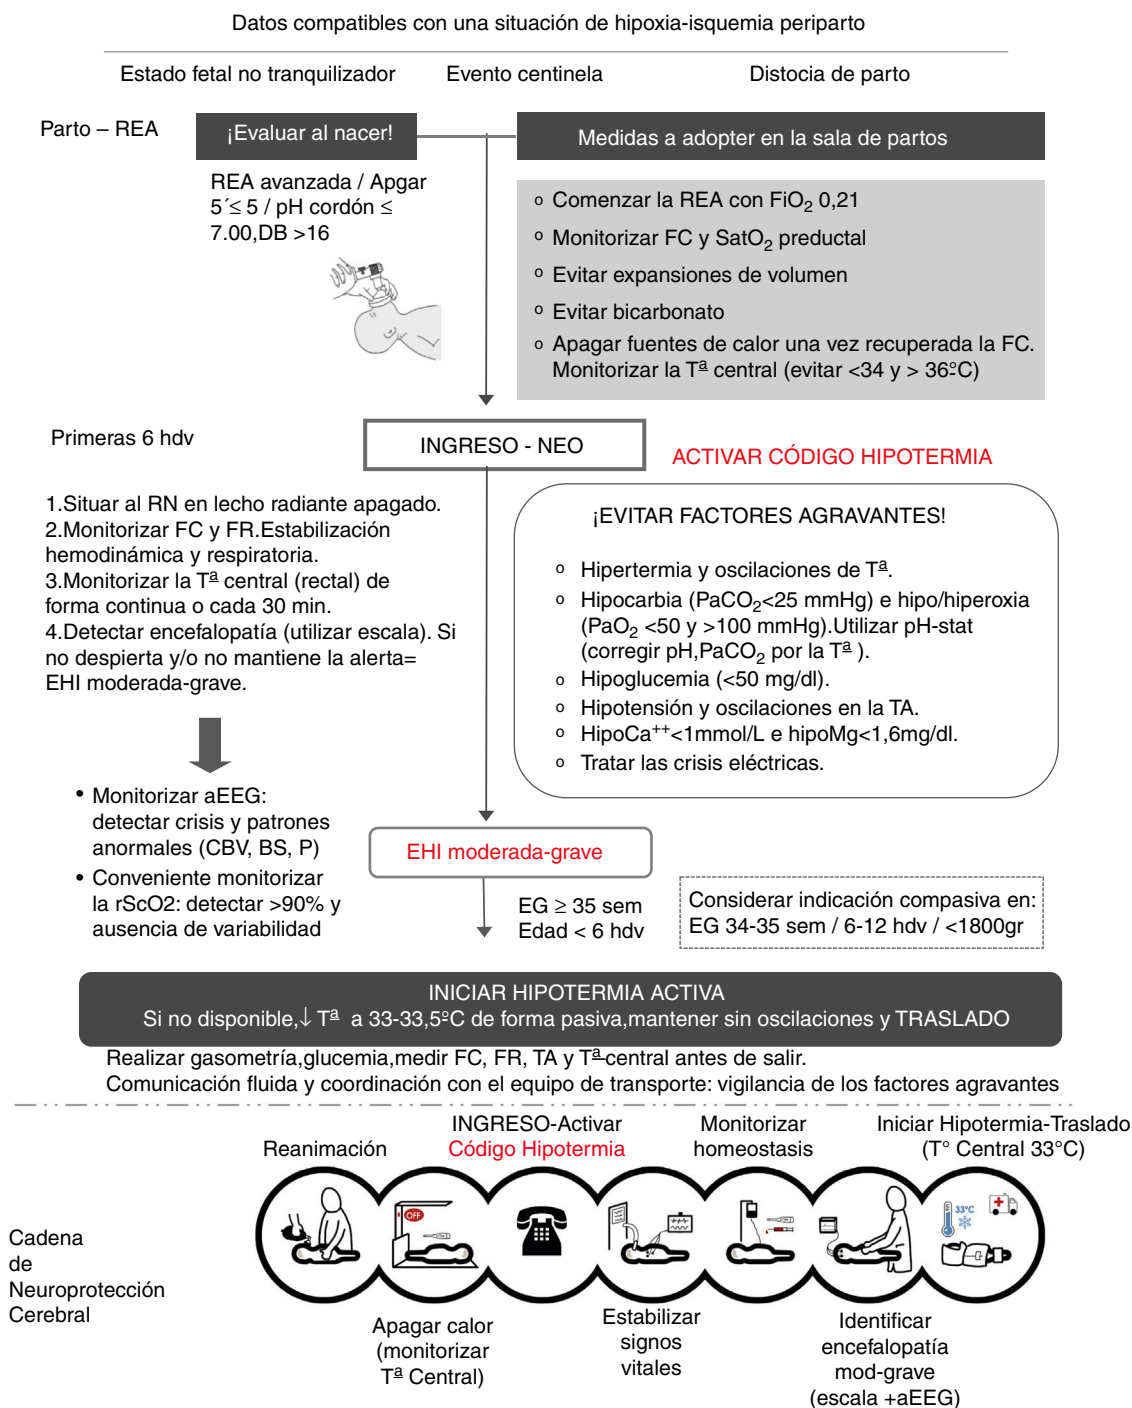 Datos compatibles con una situación de hipoxia-isquemia periparto
Estado fetal no tranquilizador
Evento centinela
Distocia de parto
Parto – REA
¡Evaluar al nacer!
Medidas a adopter en la sala de partos
REA avanzada / Apgar
5´≤ 5 / pH cordón ≤
7.00,DB >16
o Comenzar la REA con FiO2 0,21
o Monitorizar FC y SatO2 preductal
o Evitar expansiones de volumen
o Evitar bicarbonato
o Apagar fuentes de calor una vez recuperada la FC.
Monitorizar la Tª central (evitar <34 y > 36ºC)
Primeras 6 hdv
INGRESO - NEO
ACTIVAR CÓDIGO HIPOTERMIA
1.Situar al RN en lecho radiante apagado.
2.Monitorizar FC y FR.Estabilización
hemodinámica y respiratoria.
3.Monitorizar la Tª central (rectal) de
forma continua o cada 30 min.
4.Detectar encefalopatía (utilizar escala). Si
no despierta y/o no mantiene la alerta=
EHI moderada-grave.
¡EVITAR FACTORES AGRAVANTES!
o Hipertermia y oscilaciones de Tª.
o Hipocarbia (PaCO2<25 mmHg) e hipo/hiperoxia
(PaO2 <50 y >100 mmHg).Utilizar pH-stat
(corregir pH,PaCO2 por la Tª ).
o Hipoglucemia (<50 mg/dl).
o Hipotensión y oscilaciones en la TA.
o HipoCa++<1mmol/L e hipoMg<1,6mg/dl.
o Tratar las crisis eléctricas.
• Monitorizar aEEG:
detectar crisis y patrones
anormales (CBV, BS, P)
• Conveniente monitorizar
la rScO2: detectar >90% y
ausencia de variabilidad
EHI moderada-grave
EG ≥ 35 sem
Edad < 6 hdv
Considerar indicación compasiva en:
EG 34-35 sem / 6-12 hdv / <1800gr
INICIAR HIPOTERMIA ACTIVA
Si no disponible,↓ Tª a 33-33,5ºC de forma pasiva,mantener sin oscilaciones y TRASLADO
Realizar gasometría,glucemia,medir FC, FR, TA y Tª central antes de salir.
Comunicación fluida y coordinación con el equipo de transporte: vigilancia de los factores agravantes
Reanimación
INGRESO-Activar
Código Hipotermia
Monitorizar
homeostasis
Iniciar Hipotermia-Traslado
(T° Central 33°C)
OFF
33°C
Cadena
de
Neuroprotección
Cerebral
Apagar calor
(monitorizar
Tª Central)
Estabilizar
signos
vitales
Identificar
encefalopatía
mod-grave
(escala +aEEG)